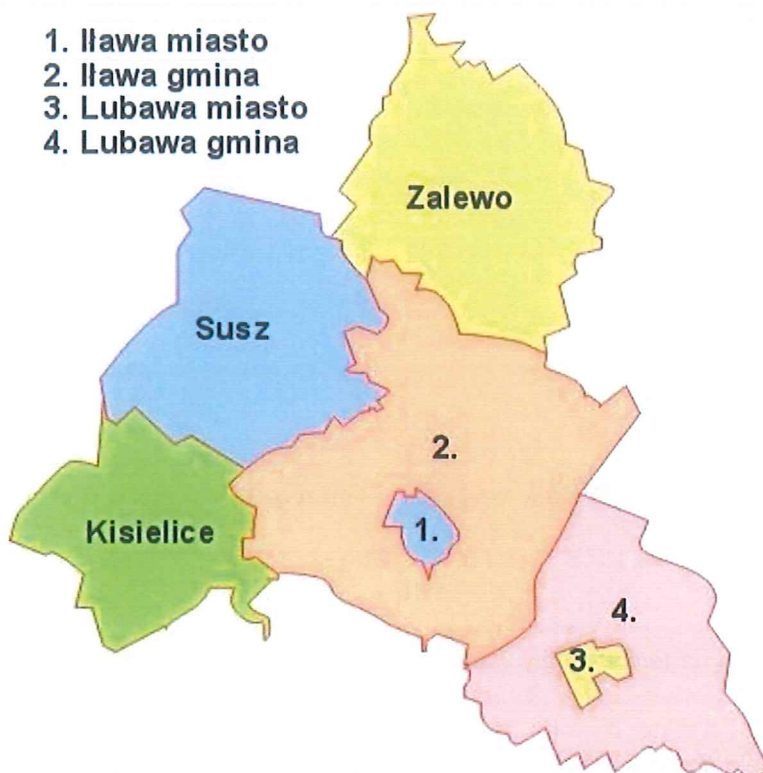 1. Iława miasto
2. Iława gmina
3. Lubawa miasto
4. Lubawa gmina
Zalewo
Susz
2.
Kisielice
1.
4.
3.